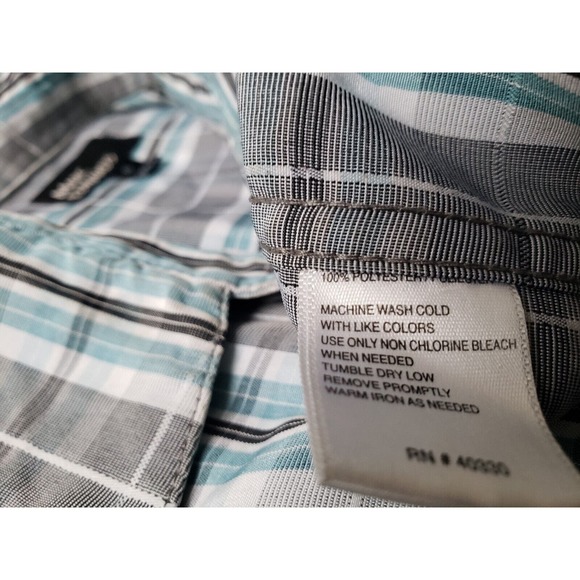 100% POLYESTER
MACHINE WASH COLD
WITH LIKE COLORS
USE ONLY NON CHLORINE BLEACH
WHEN NEEDED
TUMBLE DRY LOW
REMOVE PROMPTLY
WARM IRON AS NEEDED
RN # 40330